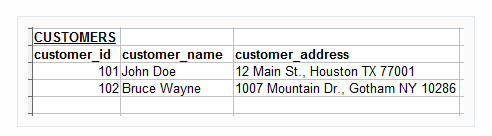 CUSTOMERS
customer_id customer_name customer_address
101 John Doe 12 Main St., Houston TX 77001
102 Bruce Wayne 1007 Mountain Dr., Gotham NY 10286